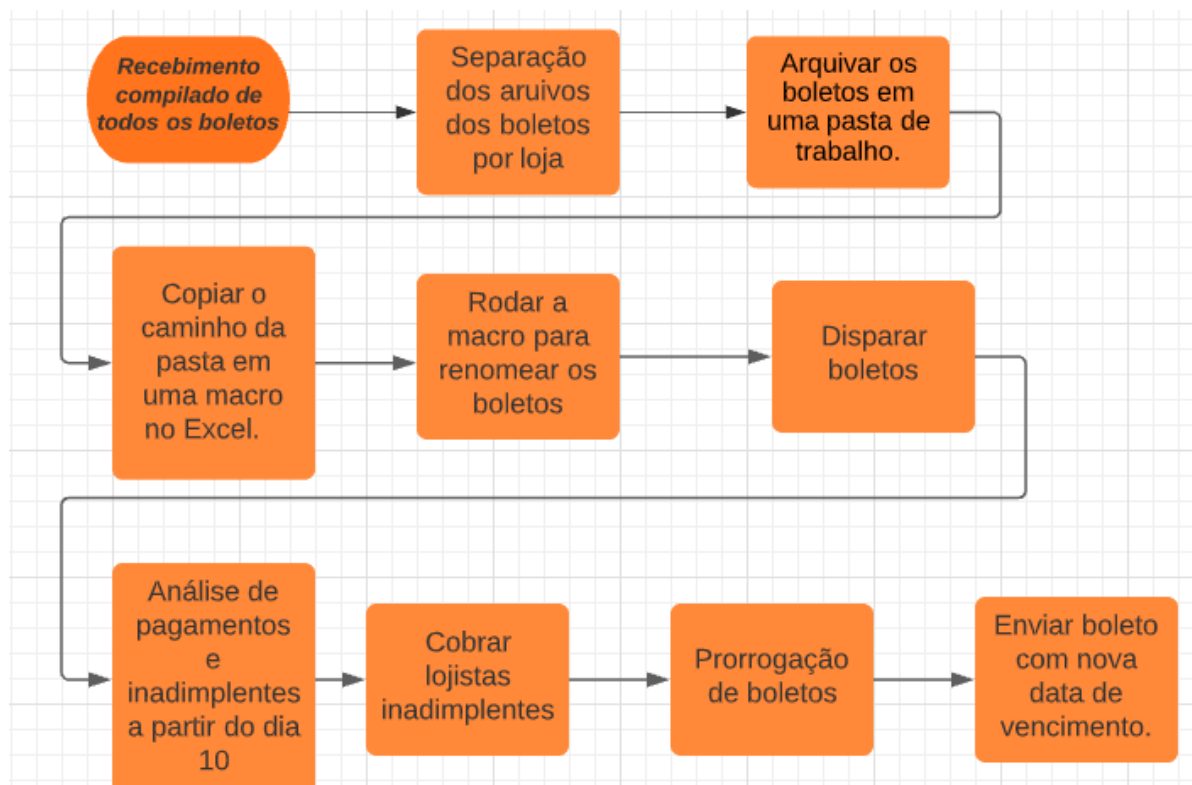 Recebimento
compilado de
todos os boletos
Separação
dos aruivos
dos boletos
por loja
Arquivar os
boletos em
uma pasta de
trabalho.
Copiar o
caminho da
pasta em
uma macro
no Excel.
Rodar a
macro para
renomear os
boletos
Disparar
boletos
Análise de
pagamentos
e
inadimplentes
a partir do dia
10
Cobrar
lojistas
inadimplentes
Prorrogação
de boletos
Enviar boleto
com nova
data de
vencimento.